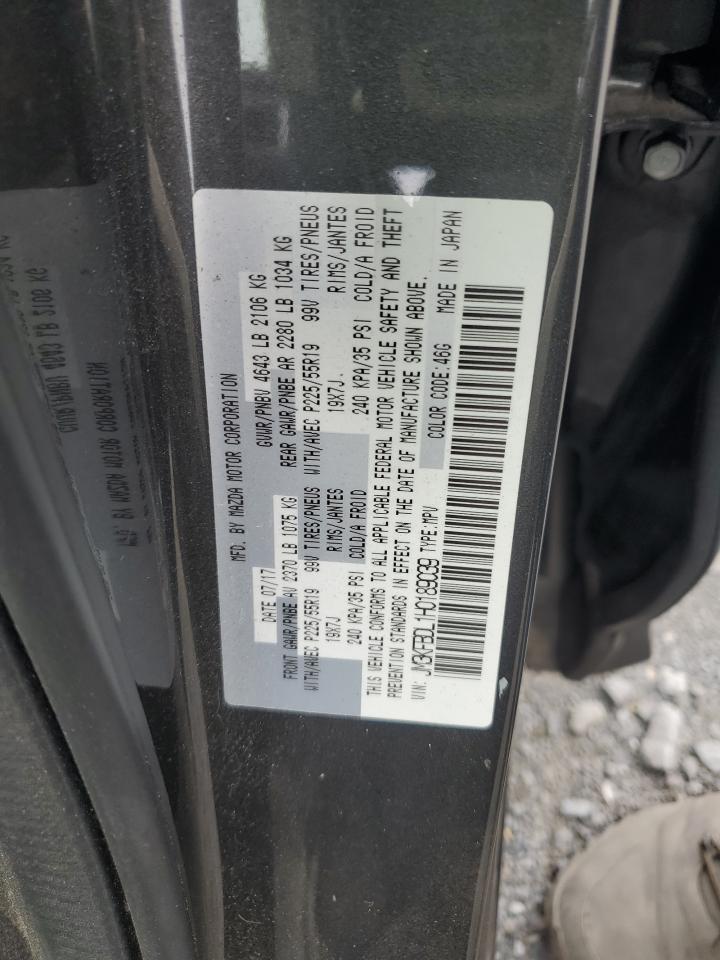 MFD. BY MAZDA MOTOR CORPORATION
DATE 07/17 GVWR/PNBV 4643 LB 2106 KG
FRONT GAWR/PNBE AV 2370 LB 1075 KG REAR GAWR/PNBE AR 2280 LB 1034 KG
WITH/AVEC P225/55R19 99V TIRES/PNEUS WITH/AVEC P225/55R19 99V TIRES/PNEUS
19X7J RIMS/JANTES 19X7J. RIMS/JANTES
240 KPA/35 PSI COLD/A FROID 240 KPA/35 PSI COLD/A FROID
THIS VEHICLE CONFORMS TO ALL APPLICABLE FEDERAL MOTOR VEHICLE SAFETY AND THEFT
PREVENTION STANDARDS IN EFFECT ON THE DATE OF MANUFACTURE SHOWN ABOVE.
VIN: JM3KFBDL1H0189039 TYPE:MPV COLOR CODE:46G MADE IN JAPAN